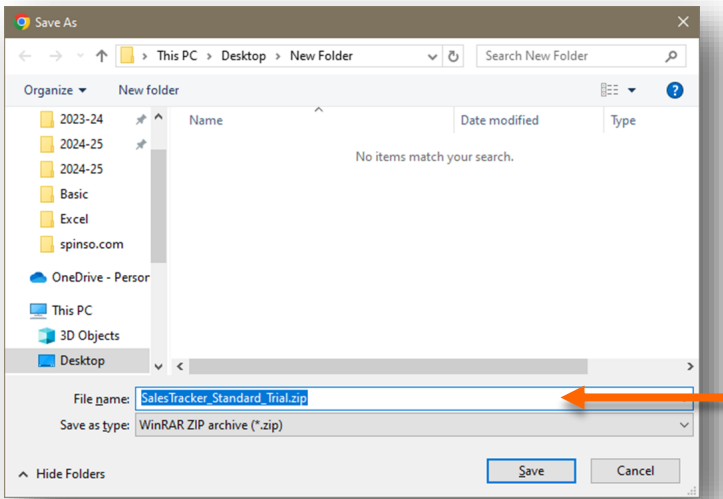 Save As
This PC > Desktop > New Folder
Search New Folder
Organize
New folder
2023-24
2024-25
2024-25
Basic
Excel
spinso.com
OneDrive - Person
This PC
3D Objects
Desktop
Name
Date modified
Type
No items match your search.
File name: SalesTracker_Standard_Trial.zip
Save as type: WinRAR ZIP archive (*.zip)
Hide Folders
Save
Cancel